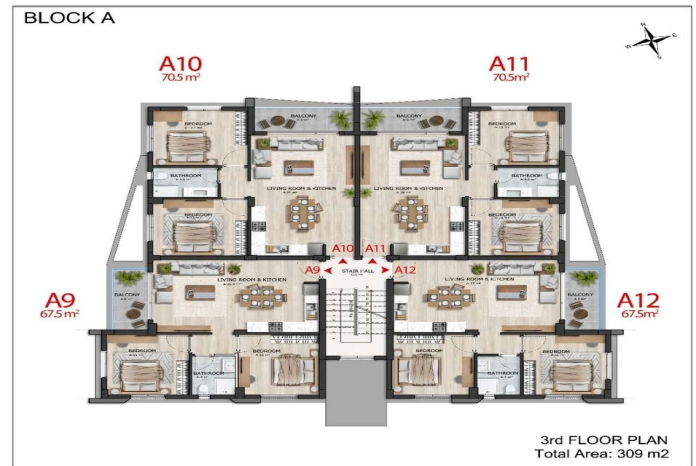 BLOCK A
N
E
W
S
A10
70.5 m²
A11
70.5m²
BALCONY
BALCONY
BEDROOM
BEDROOM
BATHROOM
BATHROOM
LIVING ROOM & KITCHEN
LIVING ROOM & KITCHEN
BEDROOM
BEDROOM
A10
A11
A9
STAIR HALL
A12
LIVING ROOM & KITCHEN
LIVING ROOM & KITCHEN
BALCONY
BALCONY
A9
67.5 m²
A12
67.5m²
BEDROOM
BEDROOM
BEDROOM
BEDROOM
BATHROOM
BATHROOM
3rd FLOOR PLAN
Total Area: 309 m2